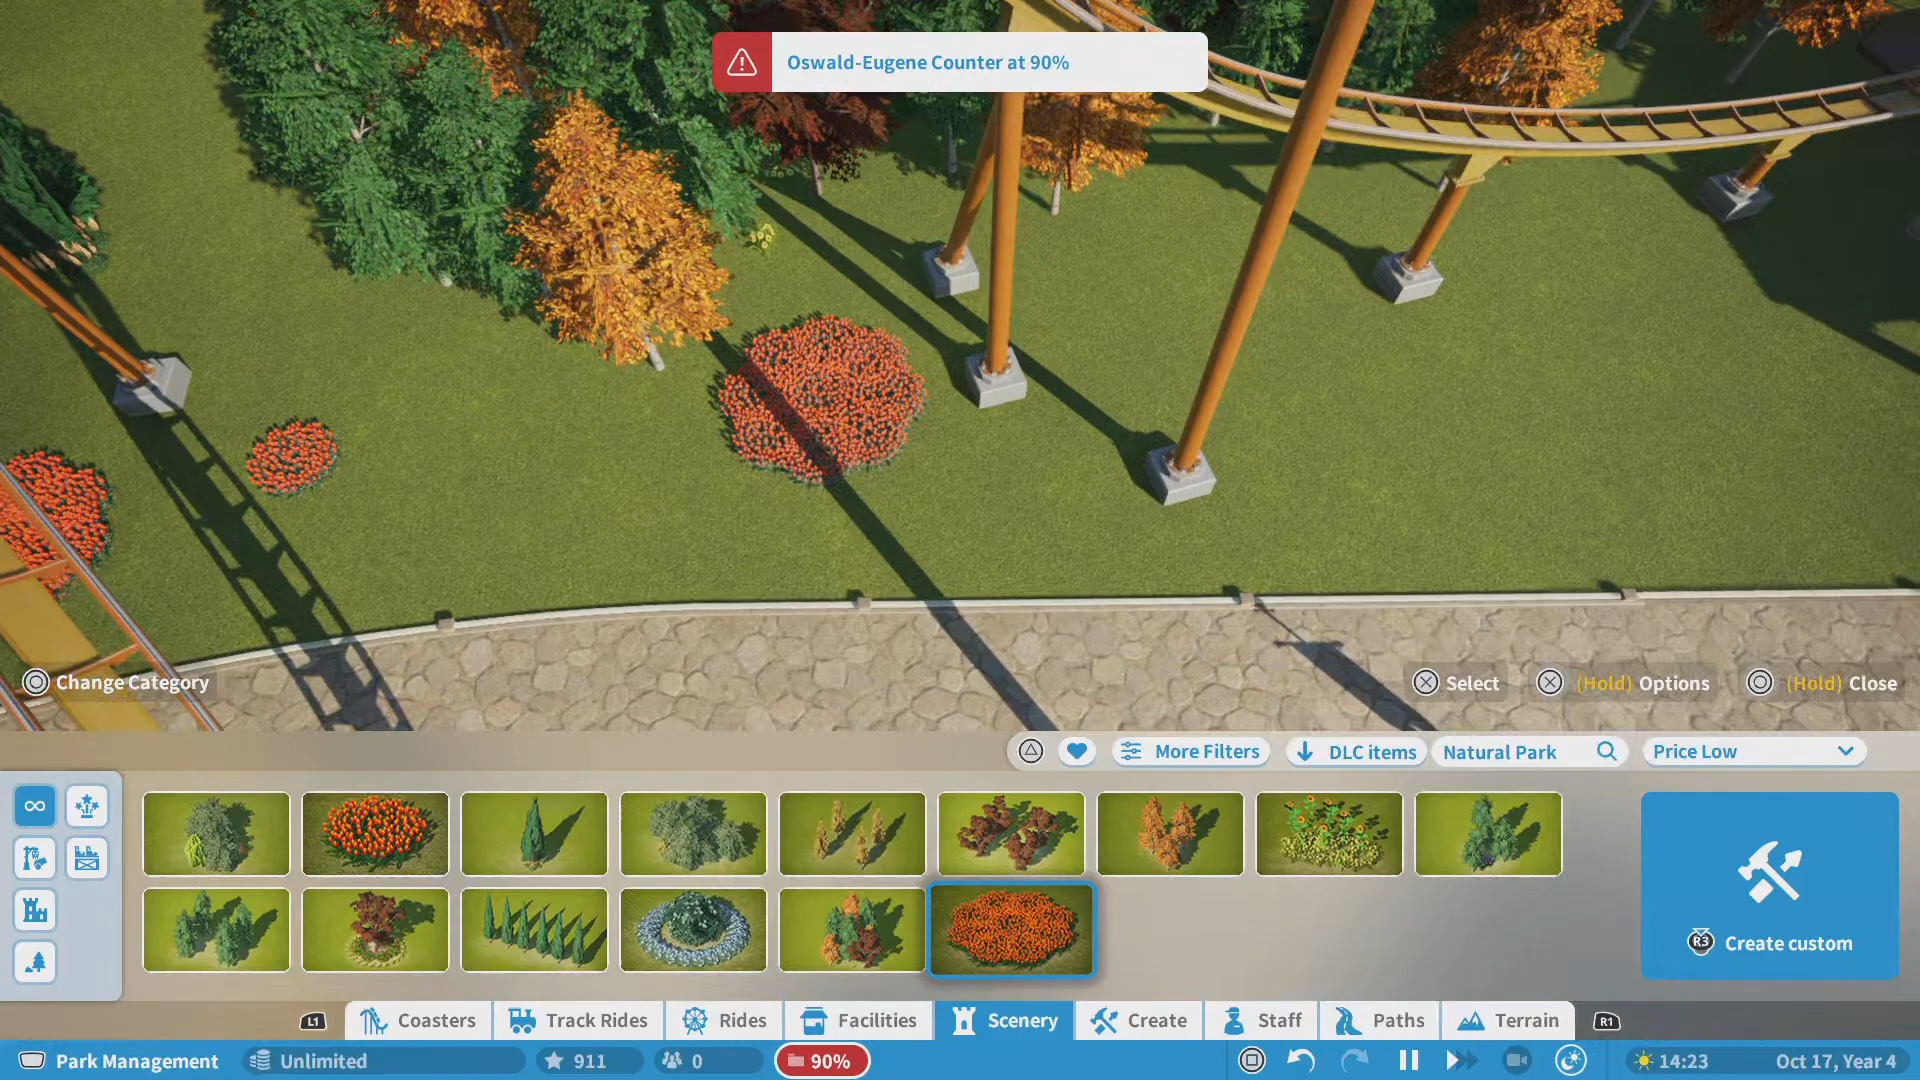 Oswald-Eugene Counter at 90%
Change Category
Select
(Hold) Options
(Hold) Close
More Filters
DLC items
Natural Park
Price Low
R3 Create custom
L1
Coasters
Track Rides
Rides
Facilities
Scenery
Create
Staff
Paths
Terrain
R1
Park Management
Unlimited
911
0
90%
14:23
Oct 17, Year 4